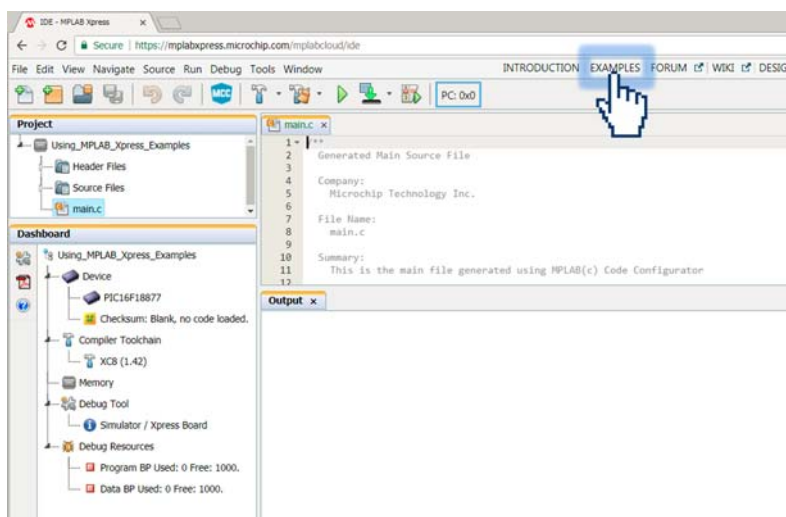 IDE - MPLAB Xpress
Secure | https://mplabxpress.microchip.com/mplabcloud/ide
File Edit View Navigate Source Run Debug Tools Window
INTRODUCTION EXAMPLES FORUM WIKI DESIG
MCC
PC: 0x0
Project
Using_MPLAB_Xpress_Examples
Header Files
Source Files
main.c
Dashboard
Using_MPLAB_Xpress_Examples
Device
PIC16F18877
Checksum: Blank, no code loaded.
Compiler Toolchain
XC8 (1.42)
Memory
Debug Tool
Simulator / Xpress Board
Debug Resources
Program BP Used: 0 Free: 1000.
Data BP Used: 0 Free: 1000.
main.c
1 /**
2 Generated Main Source File
3
4 Company:
5 Microchip Technology Inc.
6
7 File Name:
8 main.c
9
10 Summary:
11 This is the main file generated using MPLAB(c) Code Configurator
12
Output